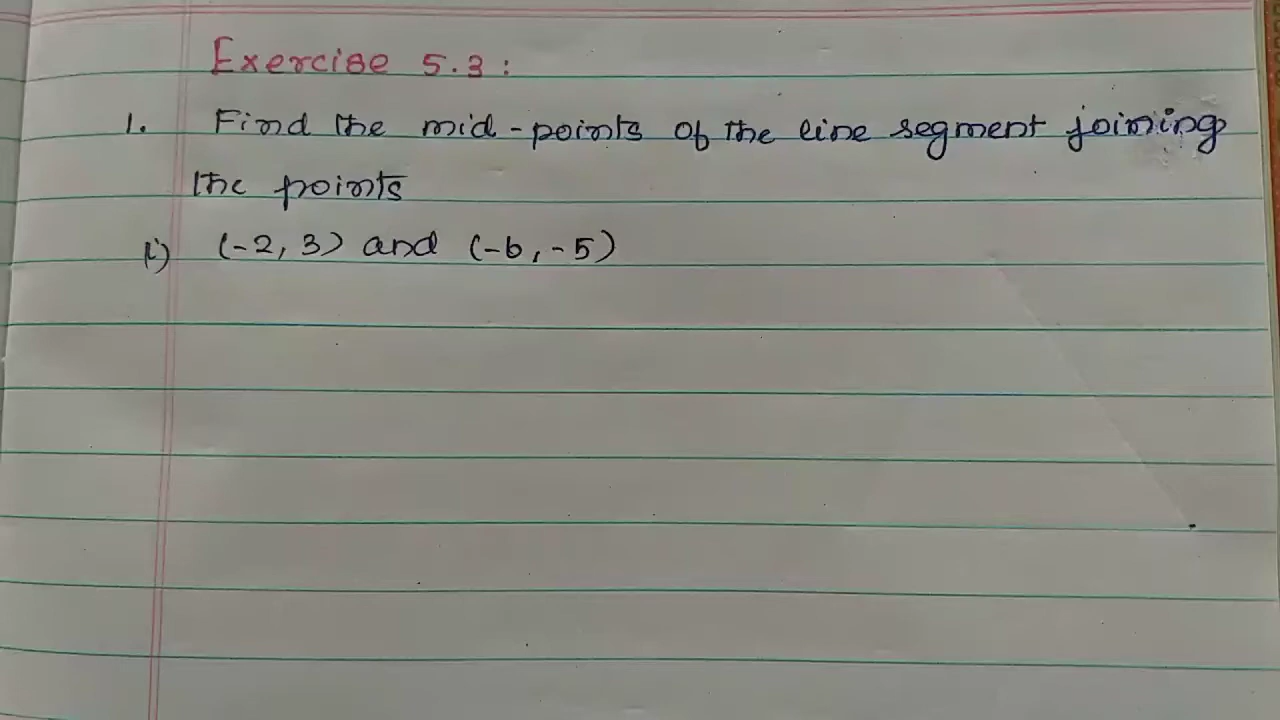 Exercise 5.3:
1. Find the mid-points of the line segment joining
the points
(i) (-2, 3) and (-6, -5)